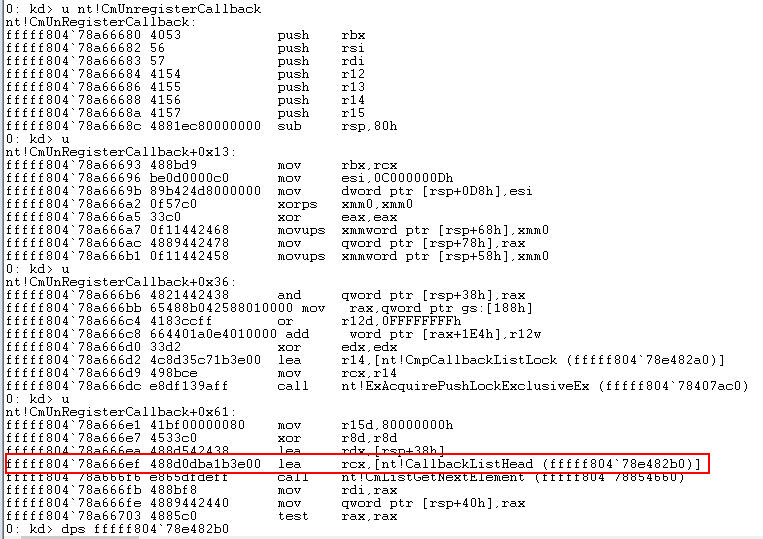 0: kd> u nt!CmUnregisterCallback
nt!CmUnRegisterCallback:
fffff804`78a66680 4053 push rbx
fffff804`78a66682 56 push rsi
fffff804`78a66683 57 push rdi
fffff804`78a66684 4154 push r12
fffff804`78a66686 4155 push r13
fffff804`78a66688 4156 push r14
fffff804`78a6668a 4157 push r15
fffff804`78a6668c 4881ec80000000 sub rsp,80h
0: kd> u
nt!CmUnRegisterCallback+0x13:
fffff804`78a66693 488bd9 mov rbx,rcx
fffff804`78a66696 be0d0000c0 mov esi,0C000000Dh
fffff804`78a6669b 89b424d8000000 mov dword ptr [rsp+0D8h],esi
fffff804`78a666a2 0f57c0 xorps xmm0,xmm0
fffff804`78a666a5 33c0 xor eax,eax
fffff804`78a666a7 0f11442468 movups xmmword ptr [rsp+68h],xmm0
fffff804`78a666ac 4889442478 mov qword ptr [rsp+78h],rax
fffff804`78a666b1 0f11442458 movups xmmword ptr [rsp+58h],xmm0
0: kd> u
nt!CmUnRegisterCallback+0x36:
fffff804`78a666b6 4821442438 and qword ptr [rsp+38h],rax
fffff804`78a666bb 65488b042588010000 mov rax,qword ptr gs:[188h]
fffff804`78a666c4 4183ccff or r12d,0FFFFFFFFh
fffff804`78a666c8 664401a0e4010000 add word ptr [rax+1E4h],r12w
fffff804`78a666d0 33d2 xor edx,edx
fffff804`78a666d2 4c8d35c71b3e00 lea r14,[nt!CmpCallbackListLock (fffff804`78e482a0)]
fffff804`78a666d9 498bce mov rcx,r14
fffff804`78a666dc e8df139aff call nt!ExAcquirePushLockExclusiveEx (fffff804`78407ac0)
0: kd> u
nt!CmUnRegisterCallback+0x61:
fffff804`78a666e1 41bf00000080 mov r15d,80000000h
fffff804`78a666e7 4533c0 xor r8d,r8d
fffff804`78a666ea 488d542438 lea rdx,[rsp+38h]
fffff804`78a666ef 488d0dba1b3e00 lea rcx,[nt!CallbackListHead (fffff804`78e482b0)]
fffff804`78a666f6 e865dfdeff call nt!CmListGetNextElement (fffff804`78854660)
fffff804`78a666fb 488bf8 mov rdi,rax
fffff804`78a666fe 4889442440 mov qword ptr [rsp+40h],rax
fffff804`78a66703 4885c0 test rax,rax
0: kd> dps fffff804`78e482b0